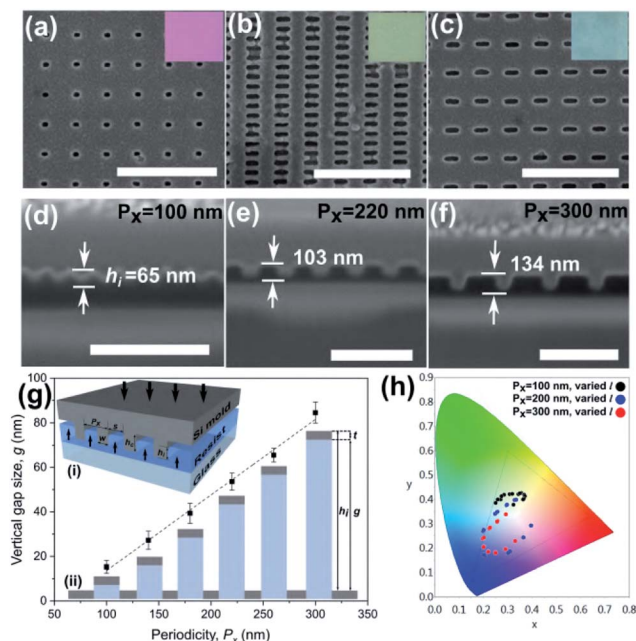 (a)
(b)
(c)
(d)
Px=100 nm
hi=65 nm
(e)
Px=220 nm
103 nm
(f)
Px=300 nm
134 nm
(g)
100
80
60
40
20
0
Vertical gap size, g (nm)
50
100
150
200
250
300
350
Periodicity, Px (nm)
Si mold
Resist
Glass
Px
s
w
hi
(i)
(ii)
t
hi
g
(h)
Px=100 nm, varied l
Px=200 nm, varied l
Px=300 nm, varied l
0.9
0.8
0.7
0.6
0.5
0.4
0.3
0.2
0.1
0.0
y
0.0 0.1 0.2 0.3 0.4 0.5 0.6 0.7 0.8
x